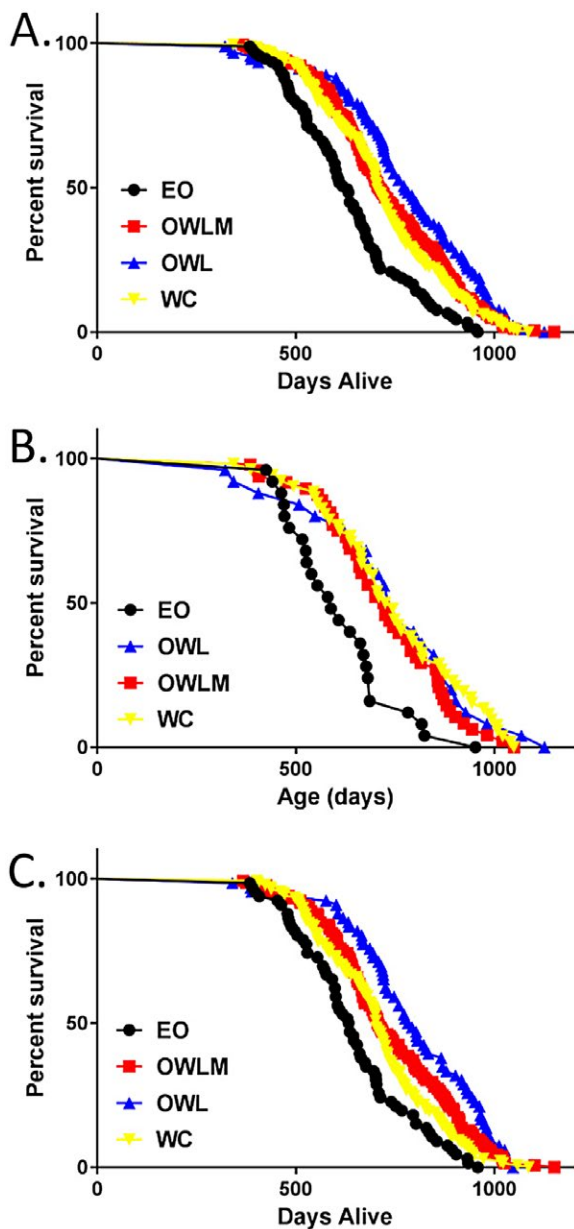 A.
Percent survival
100
50
0
EO
OWLM
OWL
WC
0
500
1000
Days Alive
B.
Percent survival
100
50
0
EO
OWL
OWLM
WC
0
500
1000
Age (days)
C.
Percent survival
100
50
0
EO
OWLM
OWL
WC
0
500
1000
Days Alive